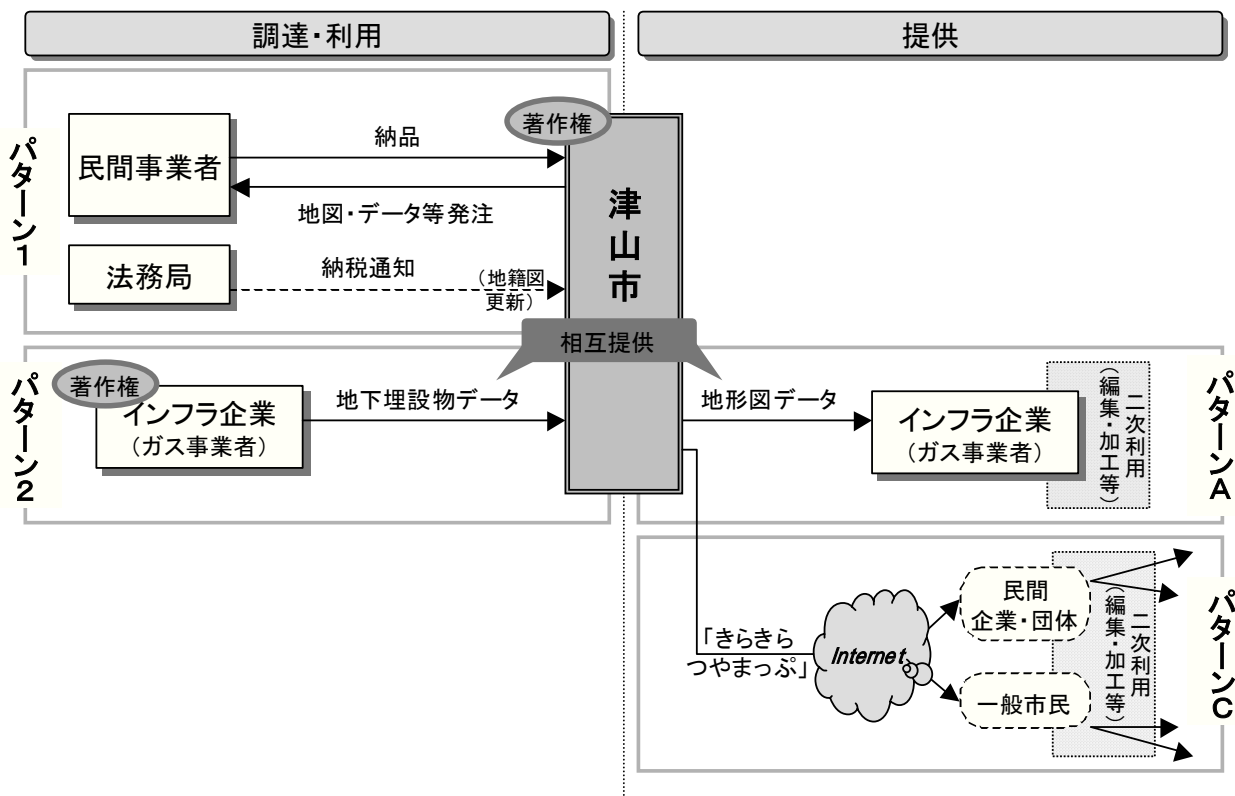 調達・利用
提供
パターン1
民間事業者
著作権
納品
地図・データ等発注
法務局
納税通知
(地籍図
更新)
津山市
相互提供
パターン2
著作権
インフラ企業
(ガス事業者)
地下埋設物データ
地形図データ
インフラ企業
(ガス事業者)
二次利用
(編集・加工等)
パターンA
「きらきら
つやまっぷ」
Internet
民間
企業・団体
一般市民
二次利用
(編集・加工等)
パターンC